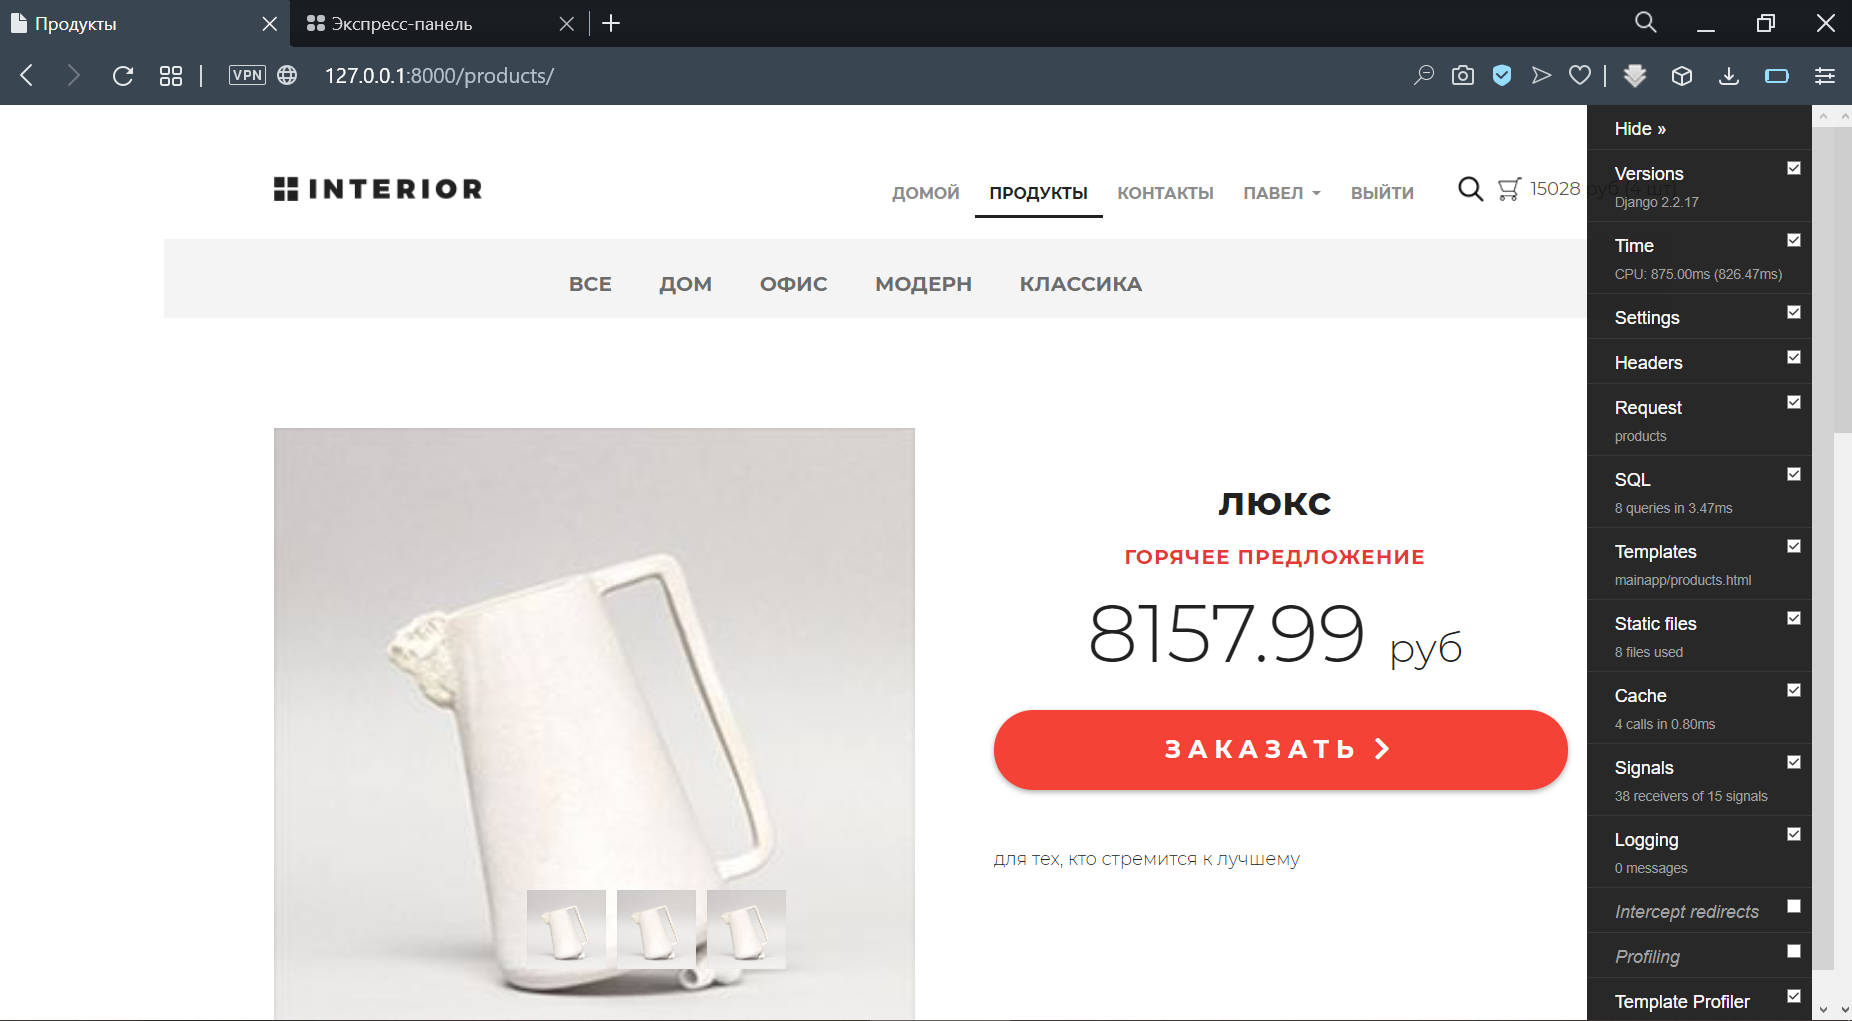 Продукты
Экспресс-панель
VPN
127.0.0.1:8000/products/
INTERIOR
ДОМОЙ
ПРОДУКТЫ
КОНТАКТЫ
ПАВЕЛ
ВЫЙТИ
15028 руб (4 шт)
ВСЕ
ДОМ
ОФИС
МОДЕРН
КЛАССИКА
ЛЮКС
ГОРЯЧЕЕ ПРЕДЛОЖЕНИЕ
8157.99 руб
ЗАКАЗАТЬ
для тех, кто стремится к лучшему
Hide »
Versions
Django 2.2.17
Time
CPU: 875.00ms (826.47ms)
Settings
Headers
Request
products
SQL
8 queries in 3.47ms
Templates
mainapp/products.html
Static files
8 files used
Cache
4 calls in 0.80ms
Signals
38 receivers of 15 signals
Logging
0 messages
Intercept redirects
Profiling
Template Profiler